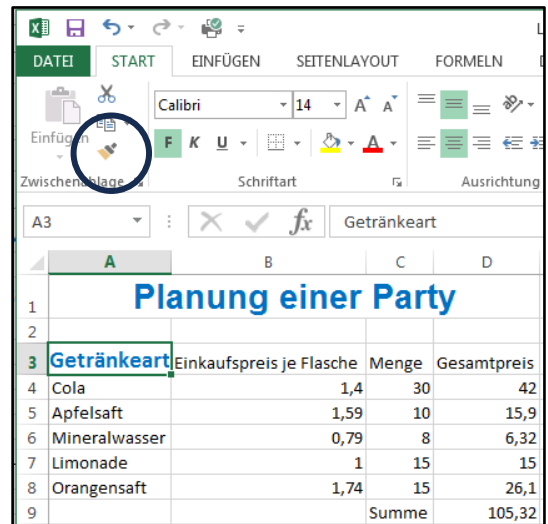 L
DATEI START EINFÜGEN SEITENLAYOUT FORMELN
Calibri 14 A A
Einfügen F K U A
Zwischenablage Schriftart Ausrichtung
A3 fx Getränkeart
A B C D
1 Planung einer Party
2
3 Getränkeart Einkaufspreis je Flasche Menge Gesamtpreis
4 Cola 1,4 30 42
5 Apfelsaft 1,59 10 15,9
6 Mineralwasser 0,79 8 6,32
7 Limonade 1 15 15
8 Orangensaft 1,74 15 26,1
9 Summe 105,32